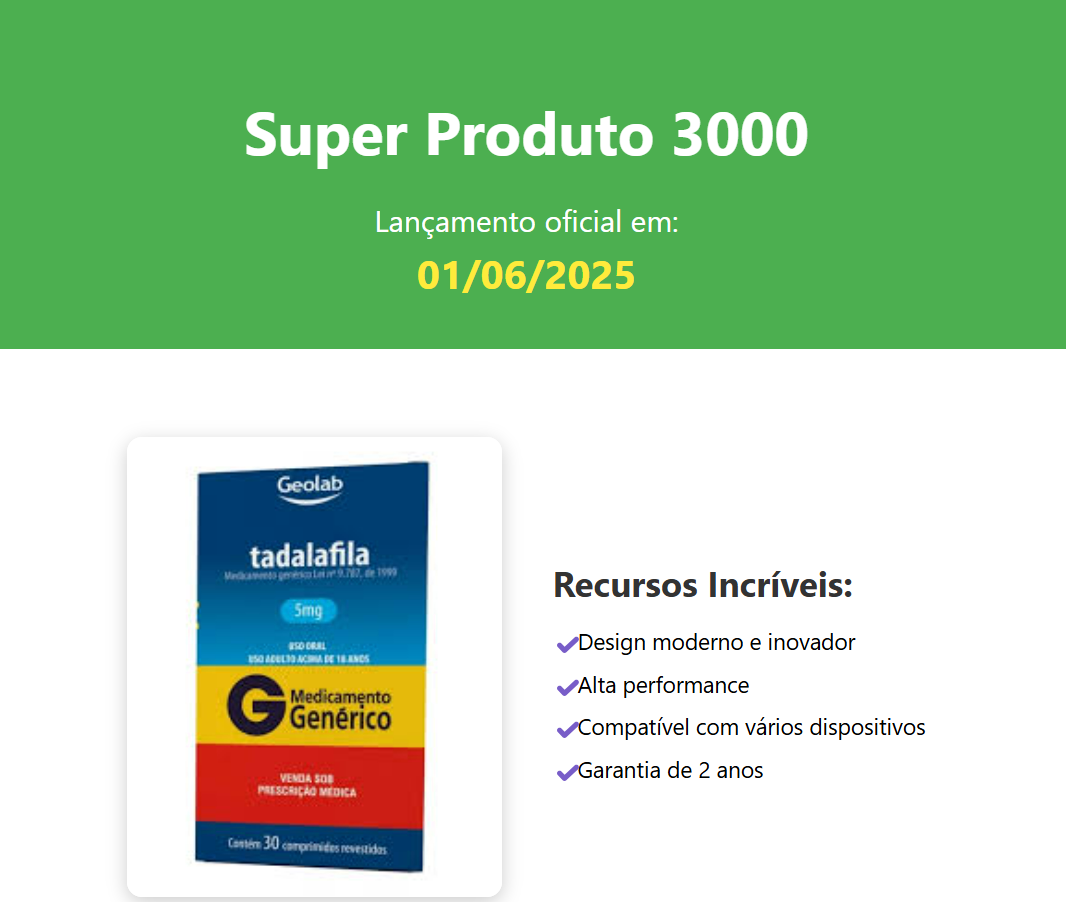 Super Produto 3000
Lançamento oficial em:
01/06/2025
Geolab
tadalafila
Medicamento genérico Lei nº 9.787, de 1999
5mg
USO ORAL
USO ADULTO ACIMA DE 18 ANOS
G Medicamento
Genérico
VENDA SOB
PRESCRIÇÃO MÉDICA
Contém 30 comprimidos revestidos
Recursos Incríveis:
Design moderno e inovador
Alta performance
Compatível com vários dispositivos
Garantia de 2 anos